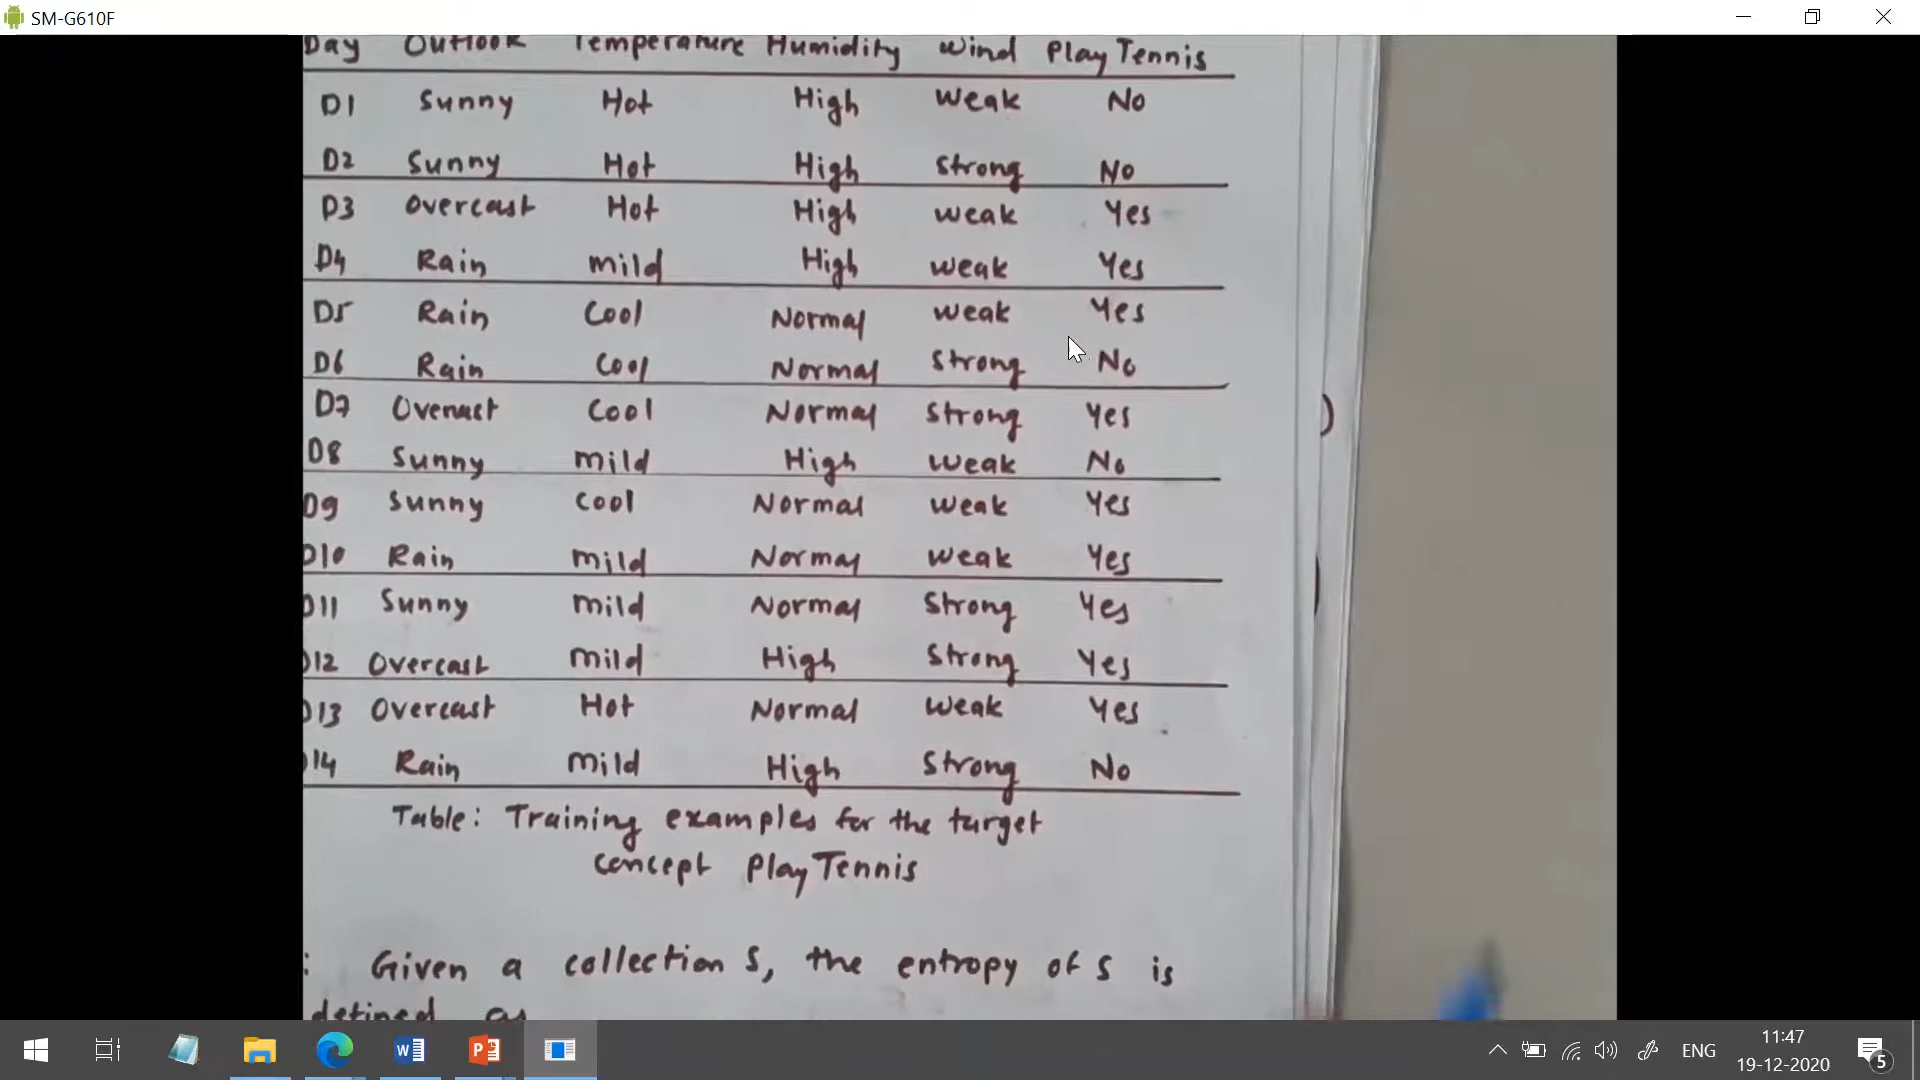 SM-G610F
Day Outlook Temperature Humidity Wind PlayTennis
D1 Sunny Hot High Weak No
D2 Sunny Hot High Strong No
D3 Overcast Hot High Weak Yes
D4 Rain Mild High Weak Yes
D5 Rain Cool Normal Weak Yes
D6 Rain Cool Normal Strong No
D7 Overcast Cool Normal Strong Yes
D8 Sunny Mild High Weak No
D9 Sunny Cool Normal Weak Yes
D10 Rain Mild Normal Weak Yes
D11 Sunny Mild Normal Strong Yes
D12 Overcast Mild High Strong Yes
D13 Overcast Hot Normal Weak Yes
D14 Rain Mild High Strong No
Table: Training examples for the target
concept PlayTennis
: Given a collection S, the entropy of S is
defined as
ENG
11:47
19-12-2020
5